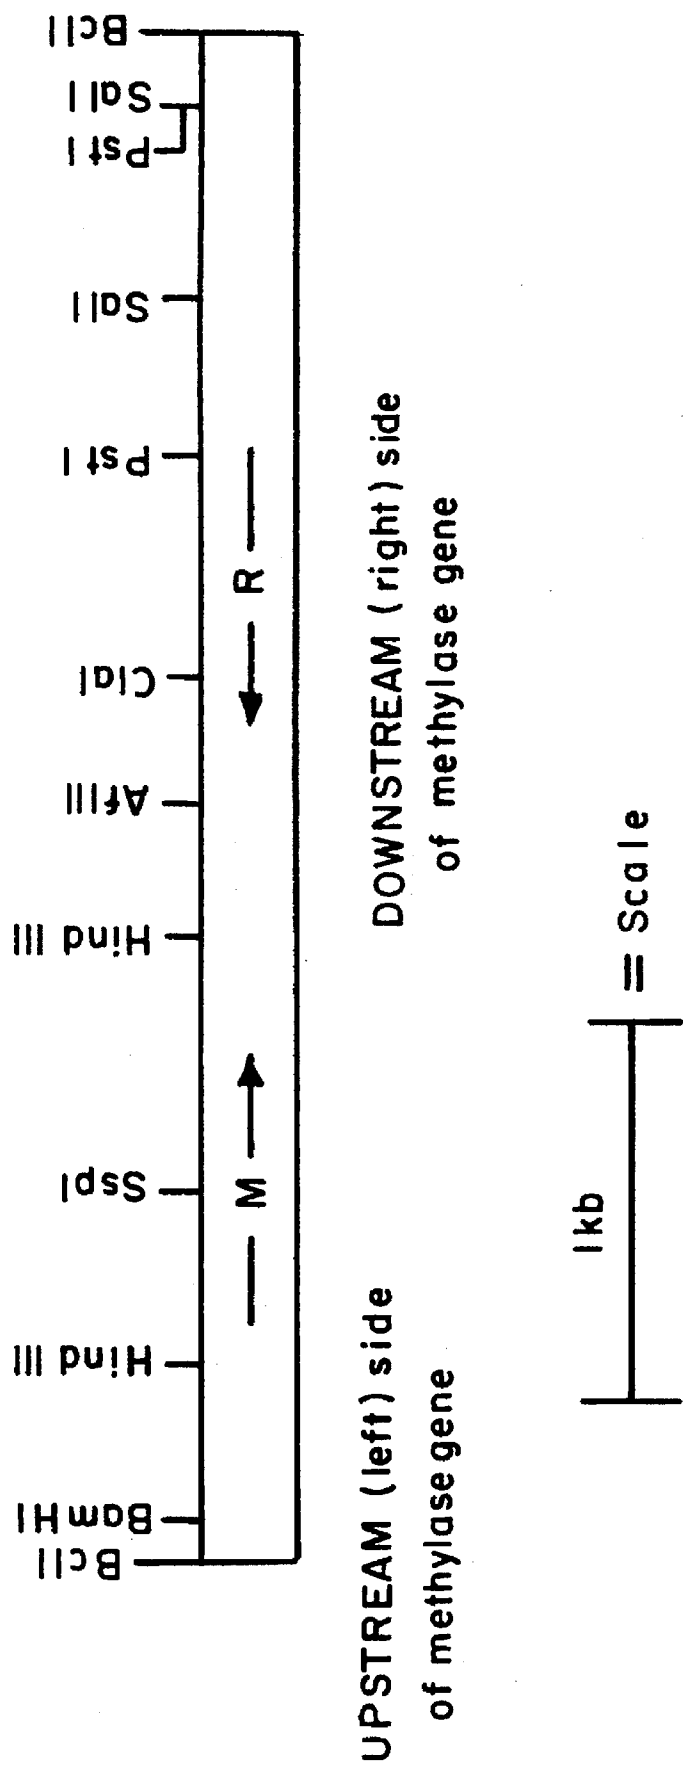 BclI
BamHI
Hind III
SspI
Hind III
AflII
ClaI
PstI
SalI
PstI
SalI
BclI
M
R
UPSTREAM (left) side
of methylase gene
DOWNSTREAM (right) side
of methylase gene
1kb
= Scale